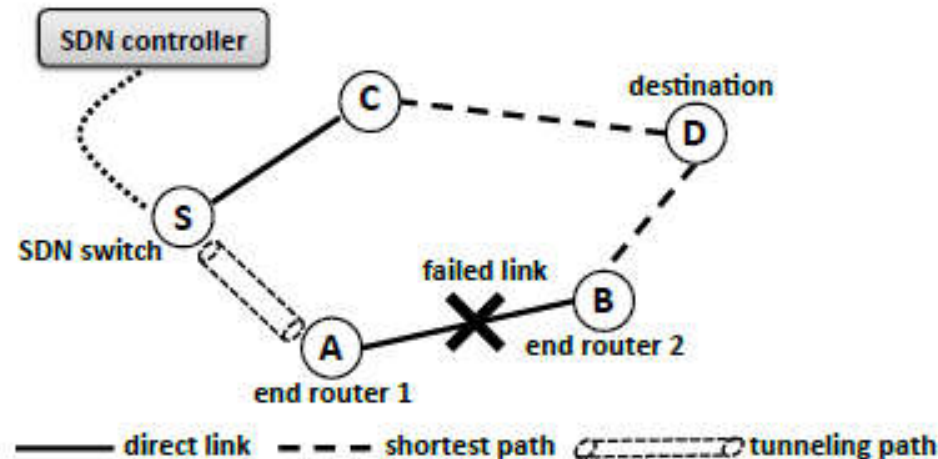 SDN controller
C
destination
D
S
SDN switch
failed link
B
A
end router 2
end router 1
direct link
shortest path
tunneling path